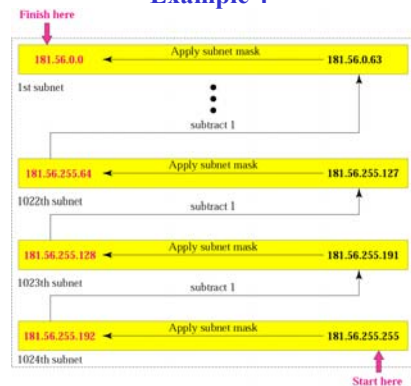 Example 4
Finish here
Apply subnet mask
181.56.0.0 181.56.0.63
1st subnet
subtract 1
Apply subnet mask
181.56.255.64 181.56.255.127
1022th subnet
subtract 1
Apply subnet mask
181.56.255.128 181.56.255.191
1023th subnet
subtract 1
Apply subnet mask
181.56.255.192 181.56.255.255
1024th subnet
Start here